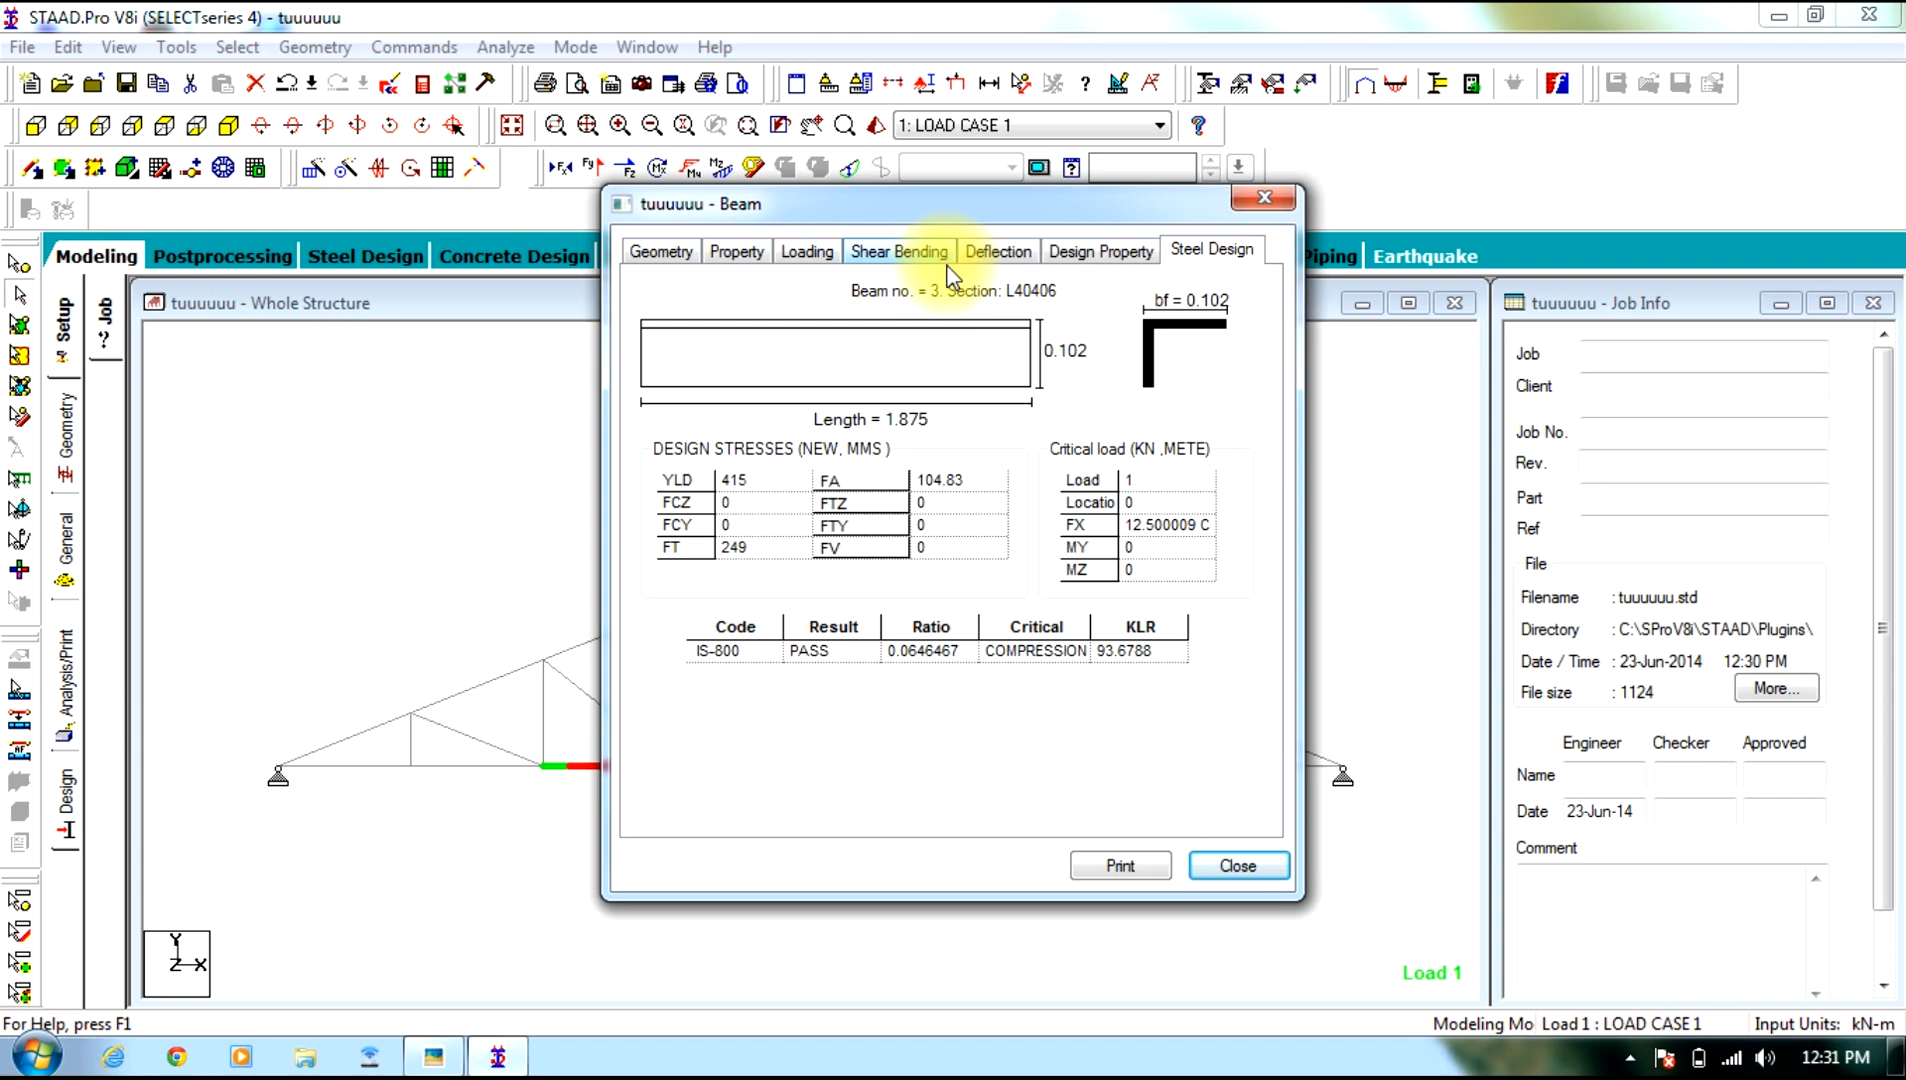 STAAD.Pro V8i (SELECTseries 4) - tuuuuuu
File Edit View Tools Select Geometry Commands Analyze Mode Window Help
1: LOAD CASE 1
Modeling Postprocessing Steel Design Concrete Design Piping Earthquake
tuuuuuu - Whole Structure
Setup
Job
Geometry
General
Analysis/Print
Design
tuuuuuu - Beam
Geometry Property Loading Shear Bending Deflection Design Property Steel Design
Beam no. = 3. Section: L40406
bf = 0.102
0.102
Length = 1.875
DESIGN STRESSES (NEW, MMS )
YLD 415 FA 104.83
FCZ 0 FTZ 0
FCY 0 FTY 0
FT 249 FV 0
Critical load (KN ,METE)
Load 1
Locatio 0
FX 12.500009 C
MY 0
MZ 0
Code Result Ratio Critical KLR
IS-800 PASS 0.0646467 COMPRESSION 93.6788
Print Close
Y
Z X
Load 1
tuuuuuu - Job Info
Job
Client
Job No.
Rev.
Part
Ref
File
Filename : tuuuuuu.std
Directory : C:\SProV8i\STAAD\Plugins\
Date / Time : 23-Jun-2014 12:30 PM
File size : 1124 More...
Engineer Checker Approved
Name
Date 23-Jun-14
Comment
For Help, press F1
Modeling Mo Load 1 : LOAD CASE 1 Input Units: kN-m
12:31 PM